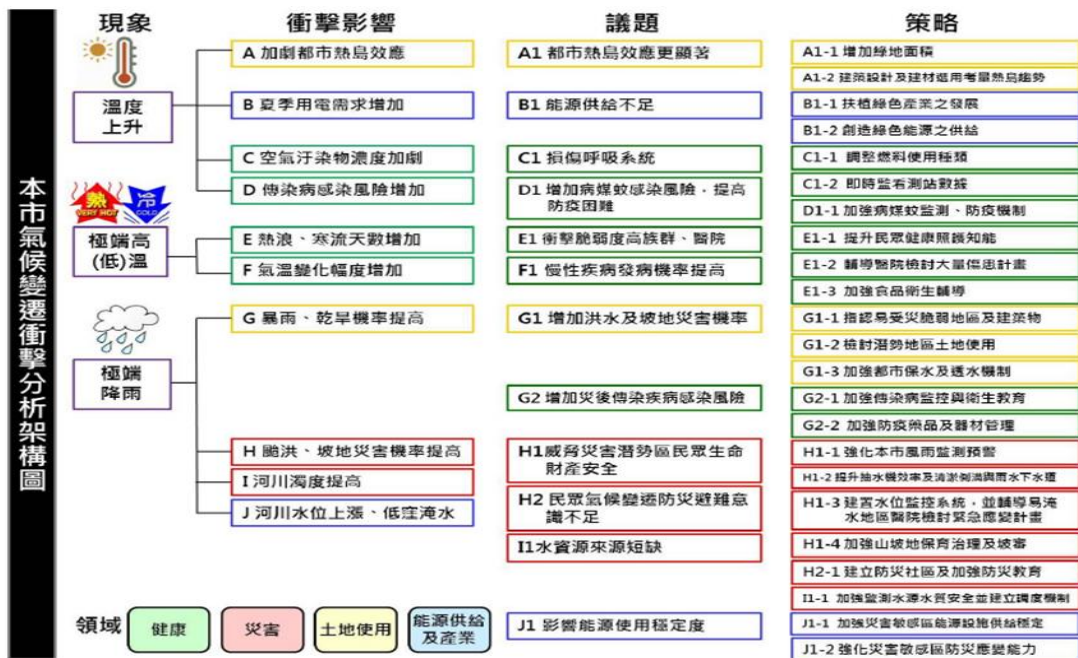 本市氣候變遷衝擊分析架構圖
現象
溫度
上升
熱
VERY HOT
冷
COLD
極端高
(低)溫
極端
降雨
衝擊影響
A 加劇都市熱島效應
B 夏季用電需求增加
C 空氣汙染物濃度加劇
D 傳染病感染風險增加
E 熱浪、寒流天數增加
F 氣溫變化幅度增加
G 暴雨、乾旱機率提高
H 颱洪、坡地災害機率提高
I 河川濁度提高
J 河川水位上漲、低窪淹水
議題
A1 都市熱島效應更顯著
B1 能源供給不足
C1 損傷呼吸系統
D1 增加病媒蚊感染風險，提高
防疫困難
E1 衝擊脆弱度高族群、醫院
F1 慢性疾病發病機率提高
G1 增加洪水及坡地災害機率
G2 增加災後傳染疾病感染風險
H1威脅災害潛勢區民眾生命
財產安全
H2 民眾氣候變遷防災避難意
識不足
I1水資源來源短缺
J1 影響能源使用穩定度
策略
A1-1 增加綠地面積
A1-2 建築設計及建材選用考量熱島趨勢
B1-1 扶植綠色產業之發展
B1-2 創造綠色能源之供給
C1-1 調整燃料使用種類
C1-2 即時監看測站數據
D1-1 加強病媒蚊監測、防疫機制
E1-1 提升民眾健康照護知能
E1-2 輔導醫院檢討大量傷患計畫
E1-3 加強食品衛生輔導
G1-1 指認易受災脆弱地區及建築物
G1-2 檢討潛勢地區土地使用
G1-3 加強都市保水及透水機制
G2-1 加強傳染病監控與衛生教育
G2-2 加強防疫藥品及器材管理
H1-1 強化本市風雨監測預警
H1-2 提升抽水機效率及清淤側溝與雨水下水道
H1-3 建置水位監控系統，並輔導易淹
水地區醫院檢討緊急應變計畫
H1-4 加強山坡地保育治理及坡審
H2-1 建立防災社區及加強防災教育
I1-1 加強監測水源水質安全並建立調度機制
J1-1 加強災害敏感區能源設施供給穩定
J1-2 強化災害敏感區防災應變能力
領域
健康
災害
土地使用
能源供給
及產業